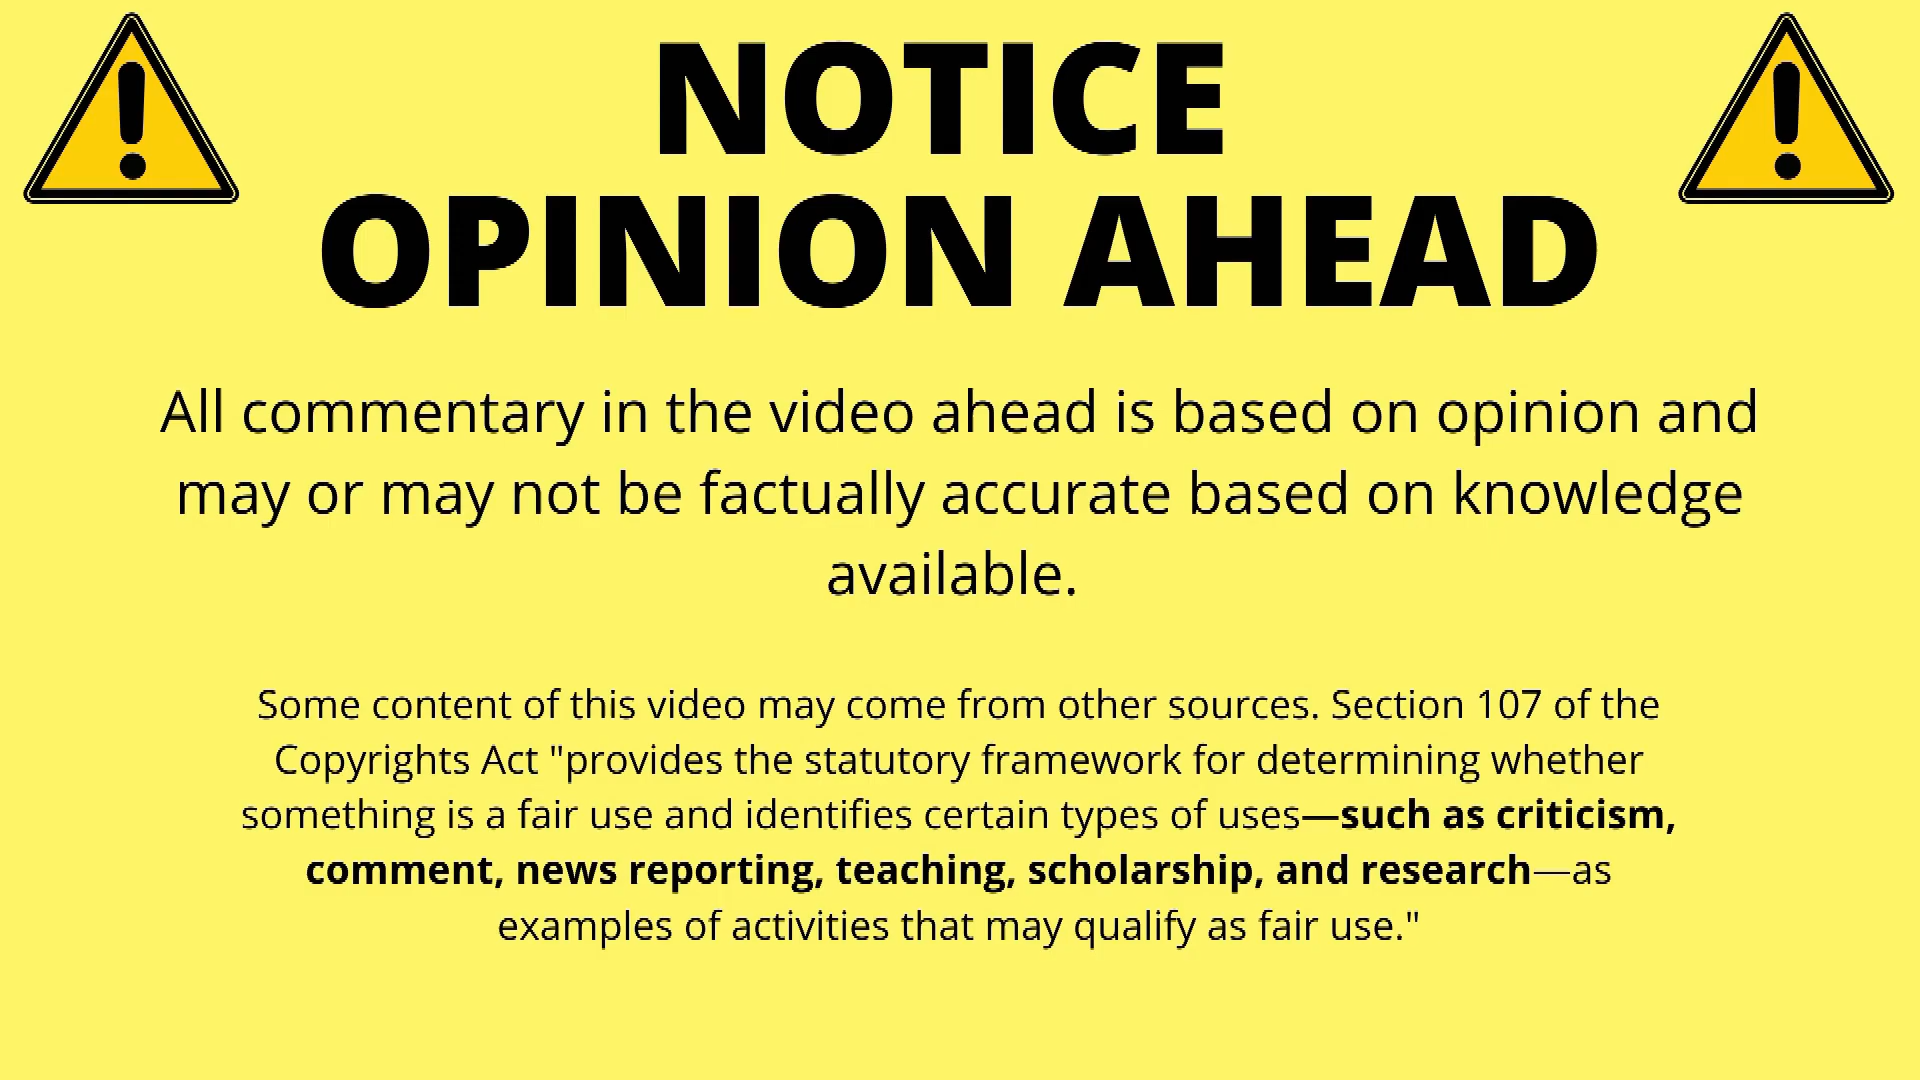 NOTICE
OPINION AHEAD
All commentary in the video ahead is based on opinion and
may or may not be factually accurate based on knowledge
available.
Some content of this video may come from other sources. Section 107 of the
Copyrights Act "provides the statutory framework for determining whether
something is a fair use and identifies certain types of uses—such as criticism,
comment, news reporting, teaching, scholarship, and research—as
examples of activities that may qualify as fair use."